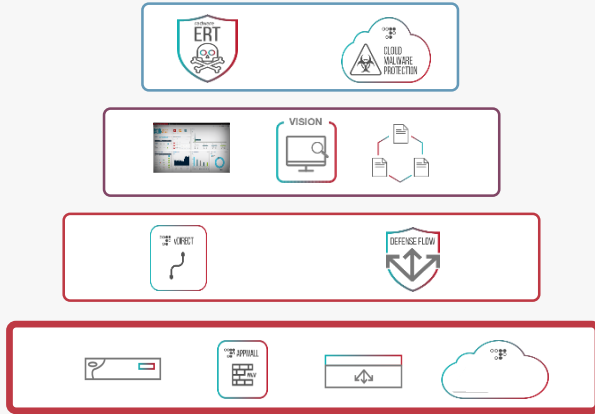 radware
ERT
CLOUD
MALWARE
PROTECTION
VISION
vDIRECT
DEFENSE FLOW
APPWALL
WAF